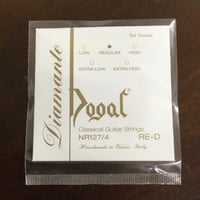 Set Antonio
LOW REGULAR HIGH
EXTRA LOW EXTRA HIGH
Diamante
Dogal
Classical Guitar Strings
NR127/4 RE-D
Handmade in Venice, Italy